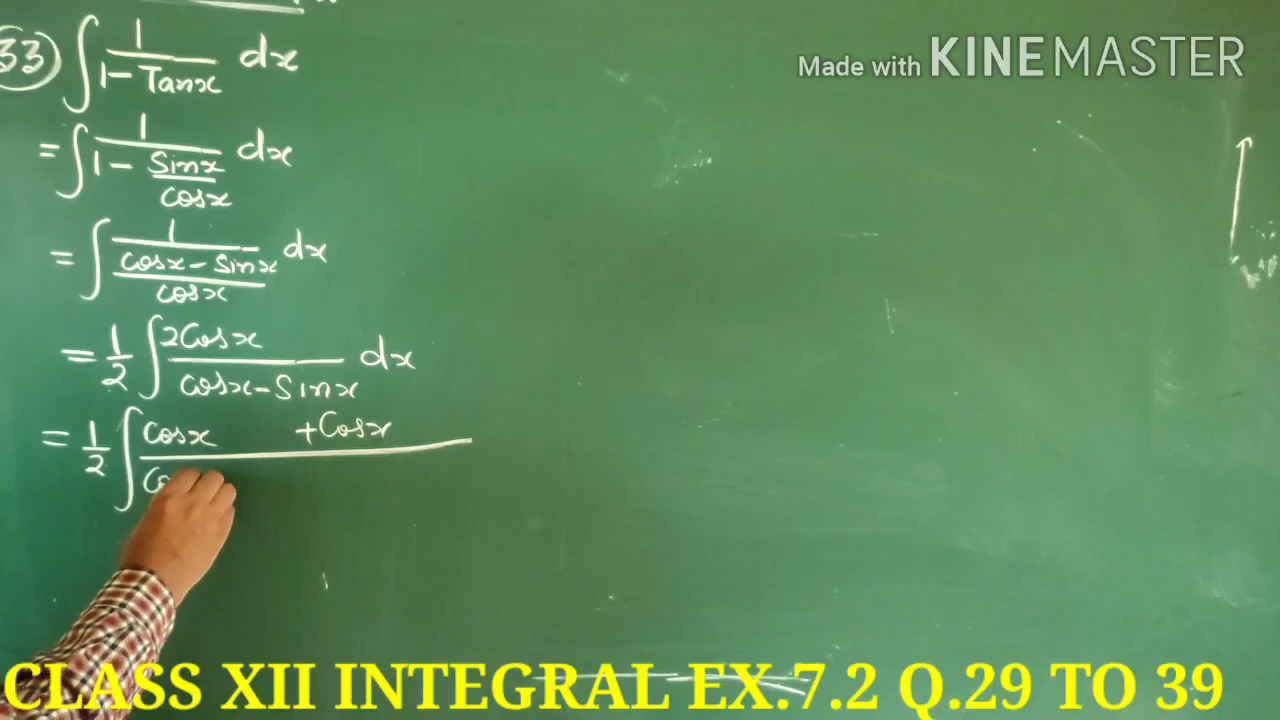 Made with KINEMASTER
33 ∫ 1/(1 - Tanx) dx
= ∫ 1/(1 - Sinx/Cosx) dx
= ∫ 1/((Cosx - Sinx)/Cosx) dx
= 1/2 ∫ 2Cosx/(Cosx - Sinx) dx
= 1/2 ∫ Cosx +Cosx
Co
CLASS XII INTEGRAL EX.7.2 Q.29 TO 39